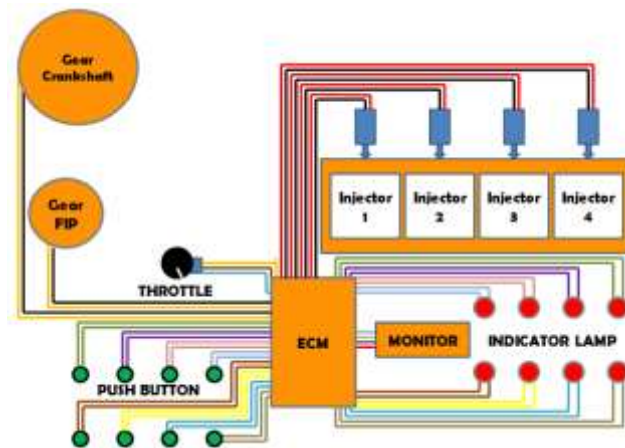 Gear
Crankshaft
Gear
FIP
THROTTLE
Injector
1
Injector
2
Injector
3
Injector
4
ECM
MONITOR
INDICATOR LAMP
PUSH BUTTON